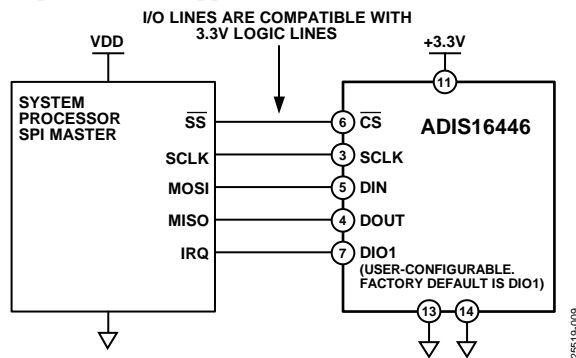 I/O LINES ARE COMPATIBLE WITH
3.3V LOGIC LINES
VDD
+3.3V
11
SYSTEM
PROCESSOR
SPI MASTER
ADIS16446
SS
6
CS
SCLK
3
SCLK
MOSI
5
DIN
MISO
4
DOUT
IRQ
7
DIO1
(USER-CONFIGURABLE.
FACTORY DEFAULT IS DIO1)
13
14
25519-009